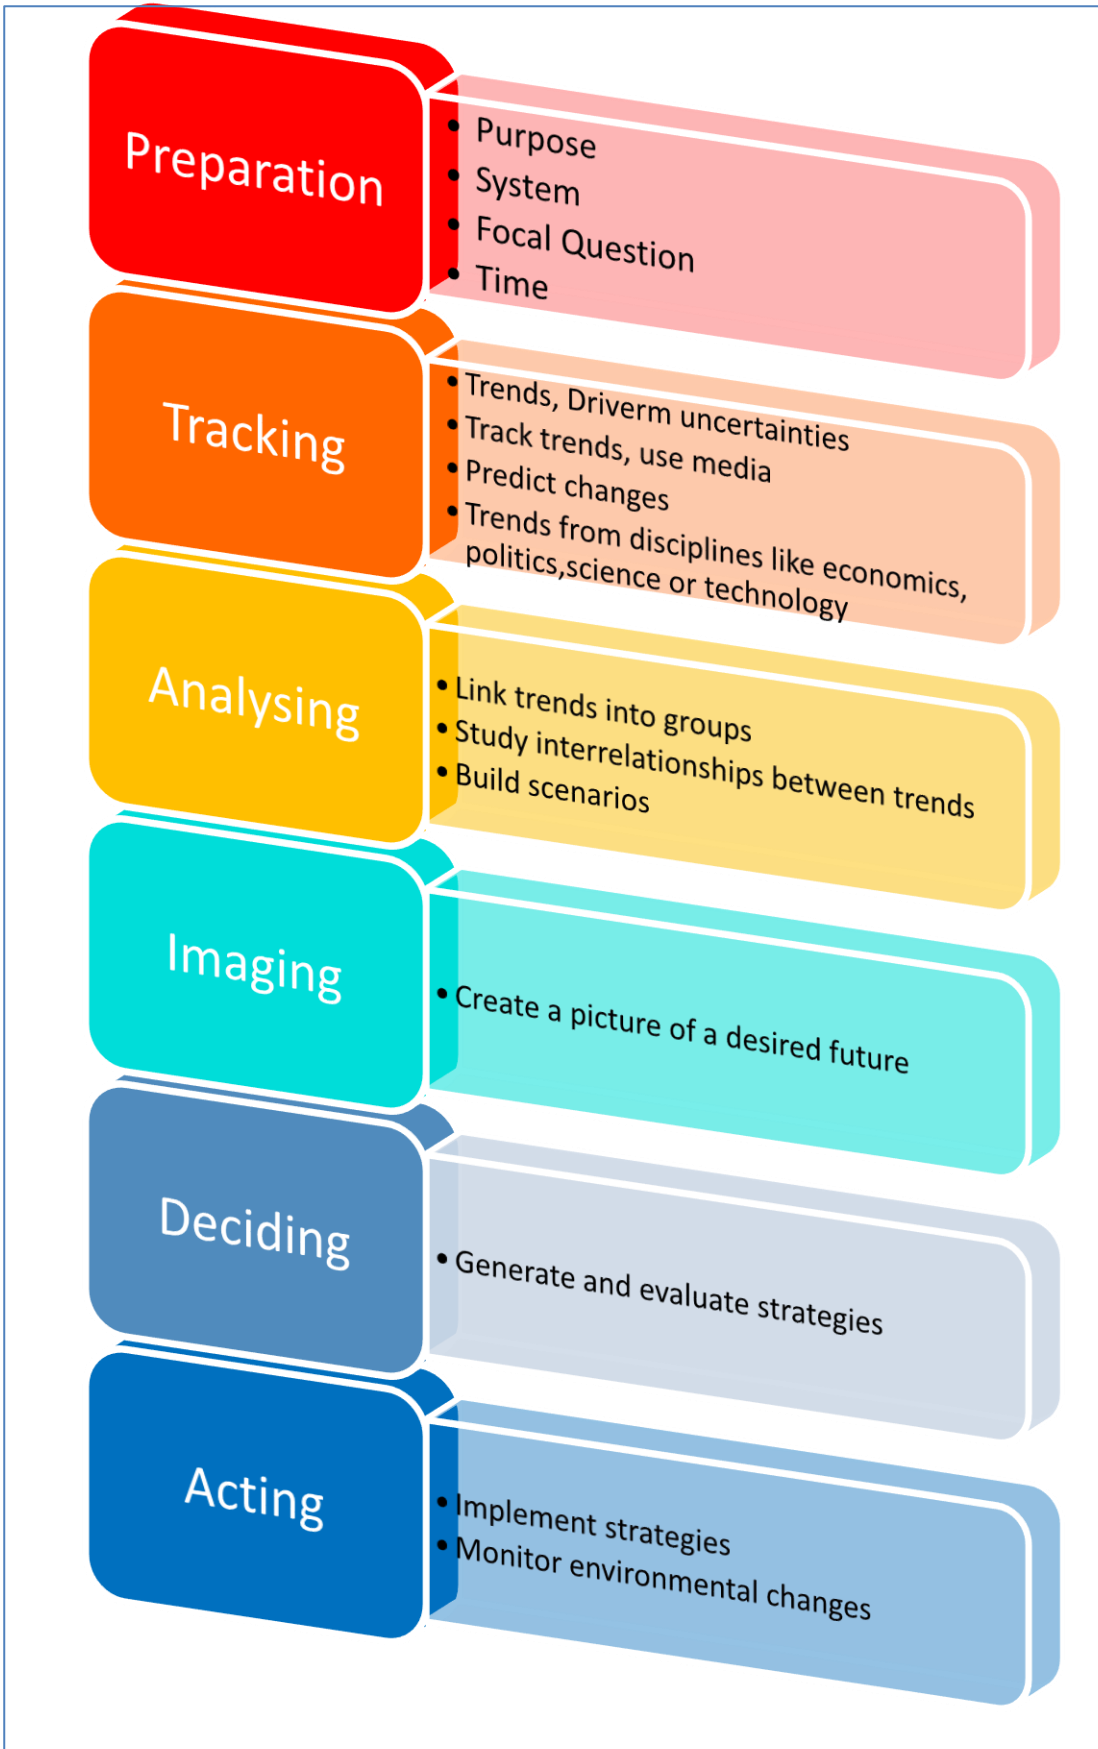 Preparation
• Purpose
• System
• Focal Question
• Time
Tracking
• Trends, Driverm uncertainties
• Track trends, use media
• Predict changes
• Trends from disciplines like economics,
politics,science or technology
Analysing
• Link trends into groups
• Study interrelationships between trends
• Build scenarios
Imaging
• Create a picture of a desired future
Deciding
• Generate and evaluate strategies
Acting
• Implement strategies
• Monitor environmental changes